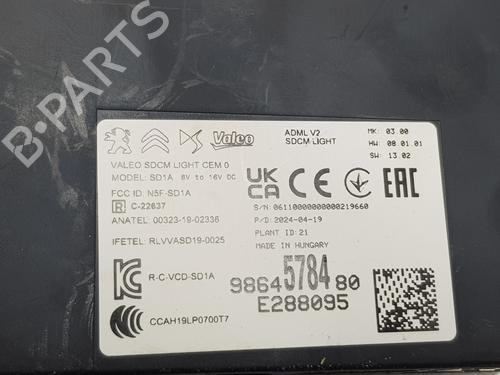 B-PARTS
Valeo
ADML V2
SDCM LIGHT
MK: 03.00
HW: 08.01.01
SW: 13.02
VALEO SDCM LIGHT CEM 0
MODEL: SD1A 8V to 16V DC
FCC ID: N5F-SD1A
R C-22637
ANATEL: 00323-19-02336
IFETEL: RLVVASD19-0025
R-C-VCD-SD1A
CCAH19LP0700T7
UK
CA
CE
EAC
S/N: 06110000000000219660
P/D: 2024-04-19
PLANT ID: 21
MADE IN HUNGARY
9864578480
E288095